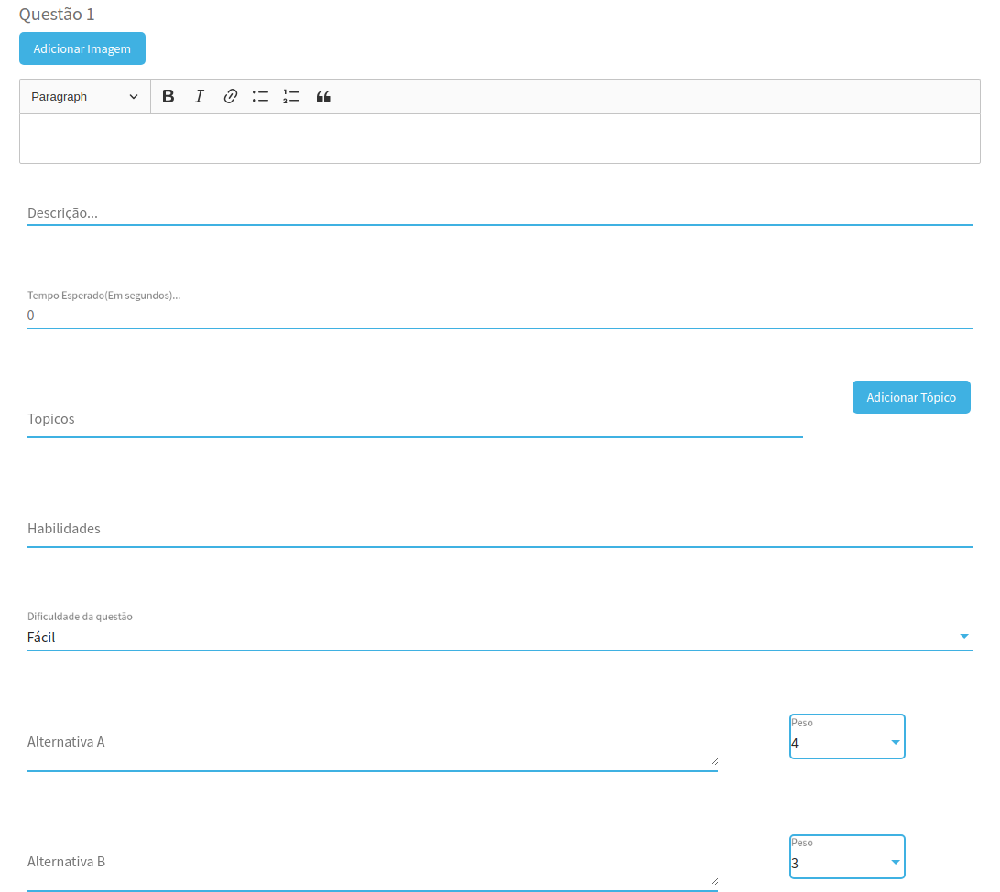 Questão 1
Adicionar Imagem
Paragraph
Descrição...
Tempo Esperado(Em segundos)...
0
Adicionar Tópico
Topicos
Habilidades
Dificuldade da questão
Fácil
Alternativa A
Peso
4
Alternativa B
Peso
3